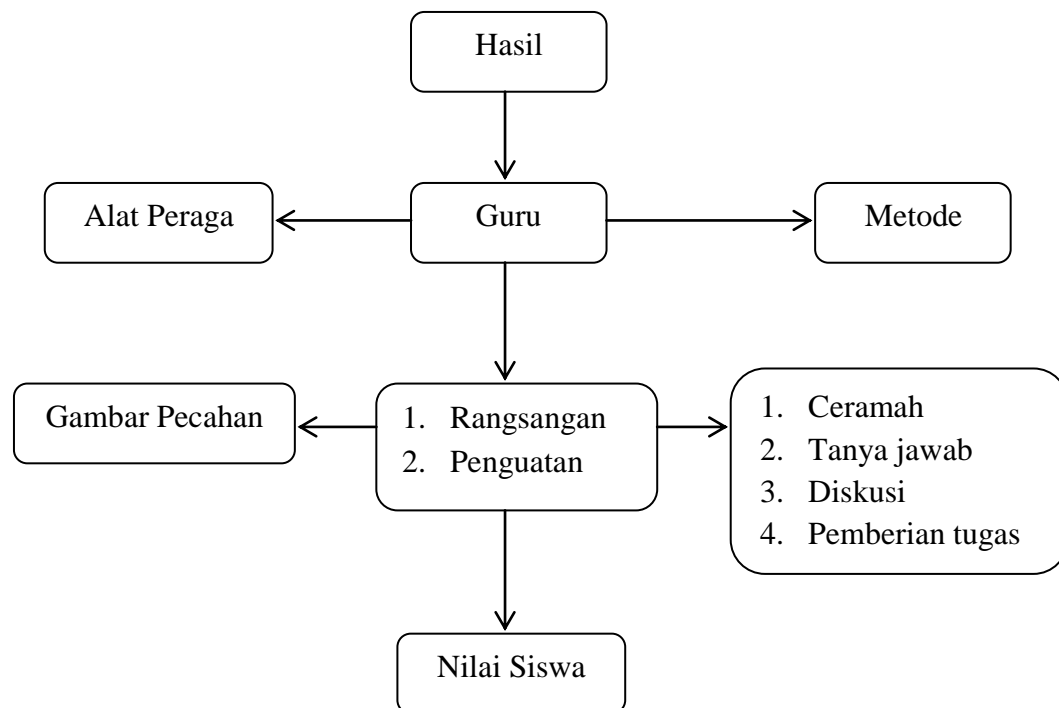 Hasil
Alat Peraga
Guru
Metode
Gambar Pecahan
1. Rangsangan
2. Penguatan
1. Ceramah
2. Tanya jawab
3. Diskusi
4. Pemberian tugas
Nilai Siswa